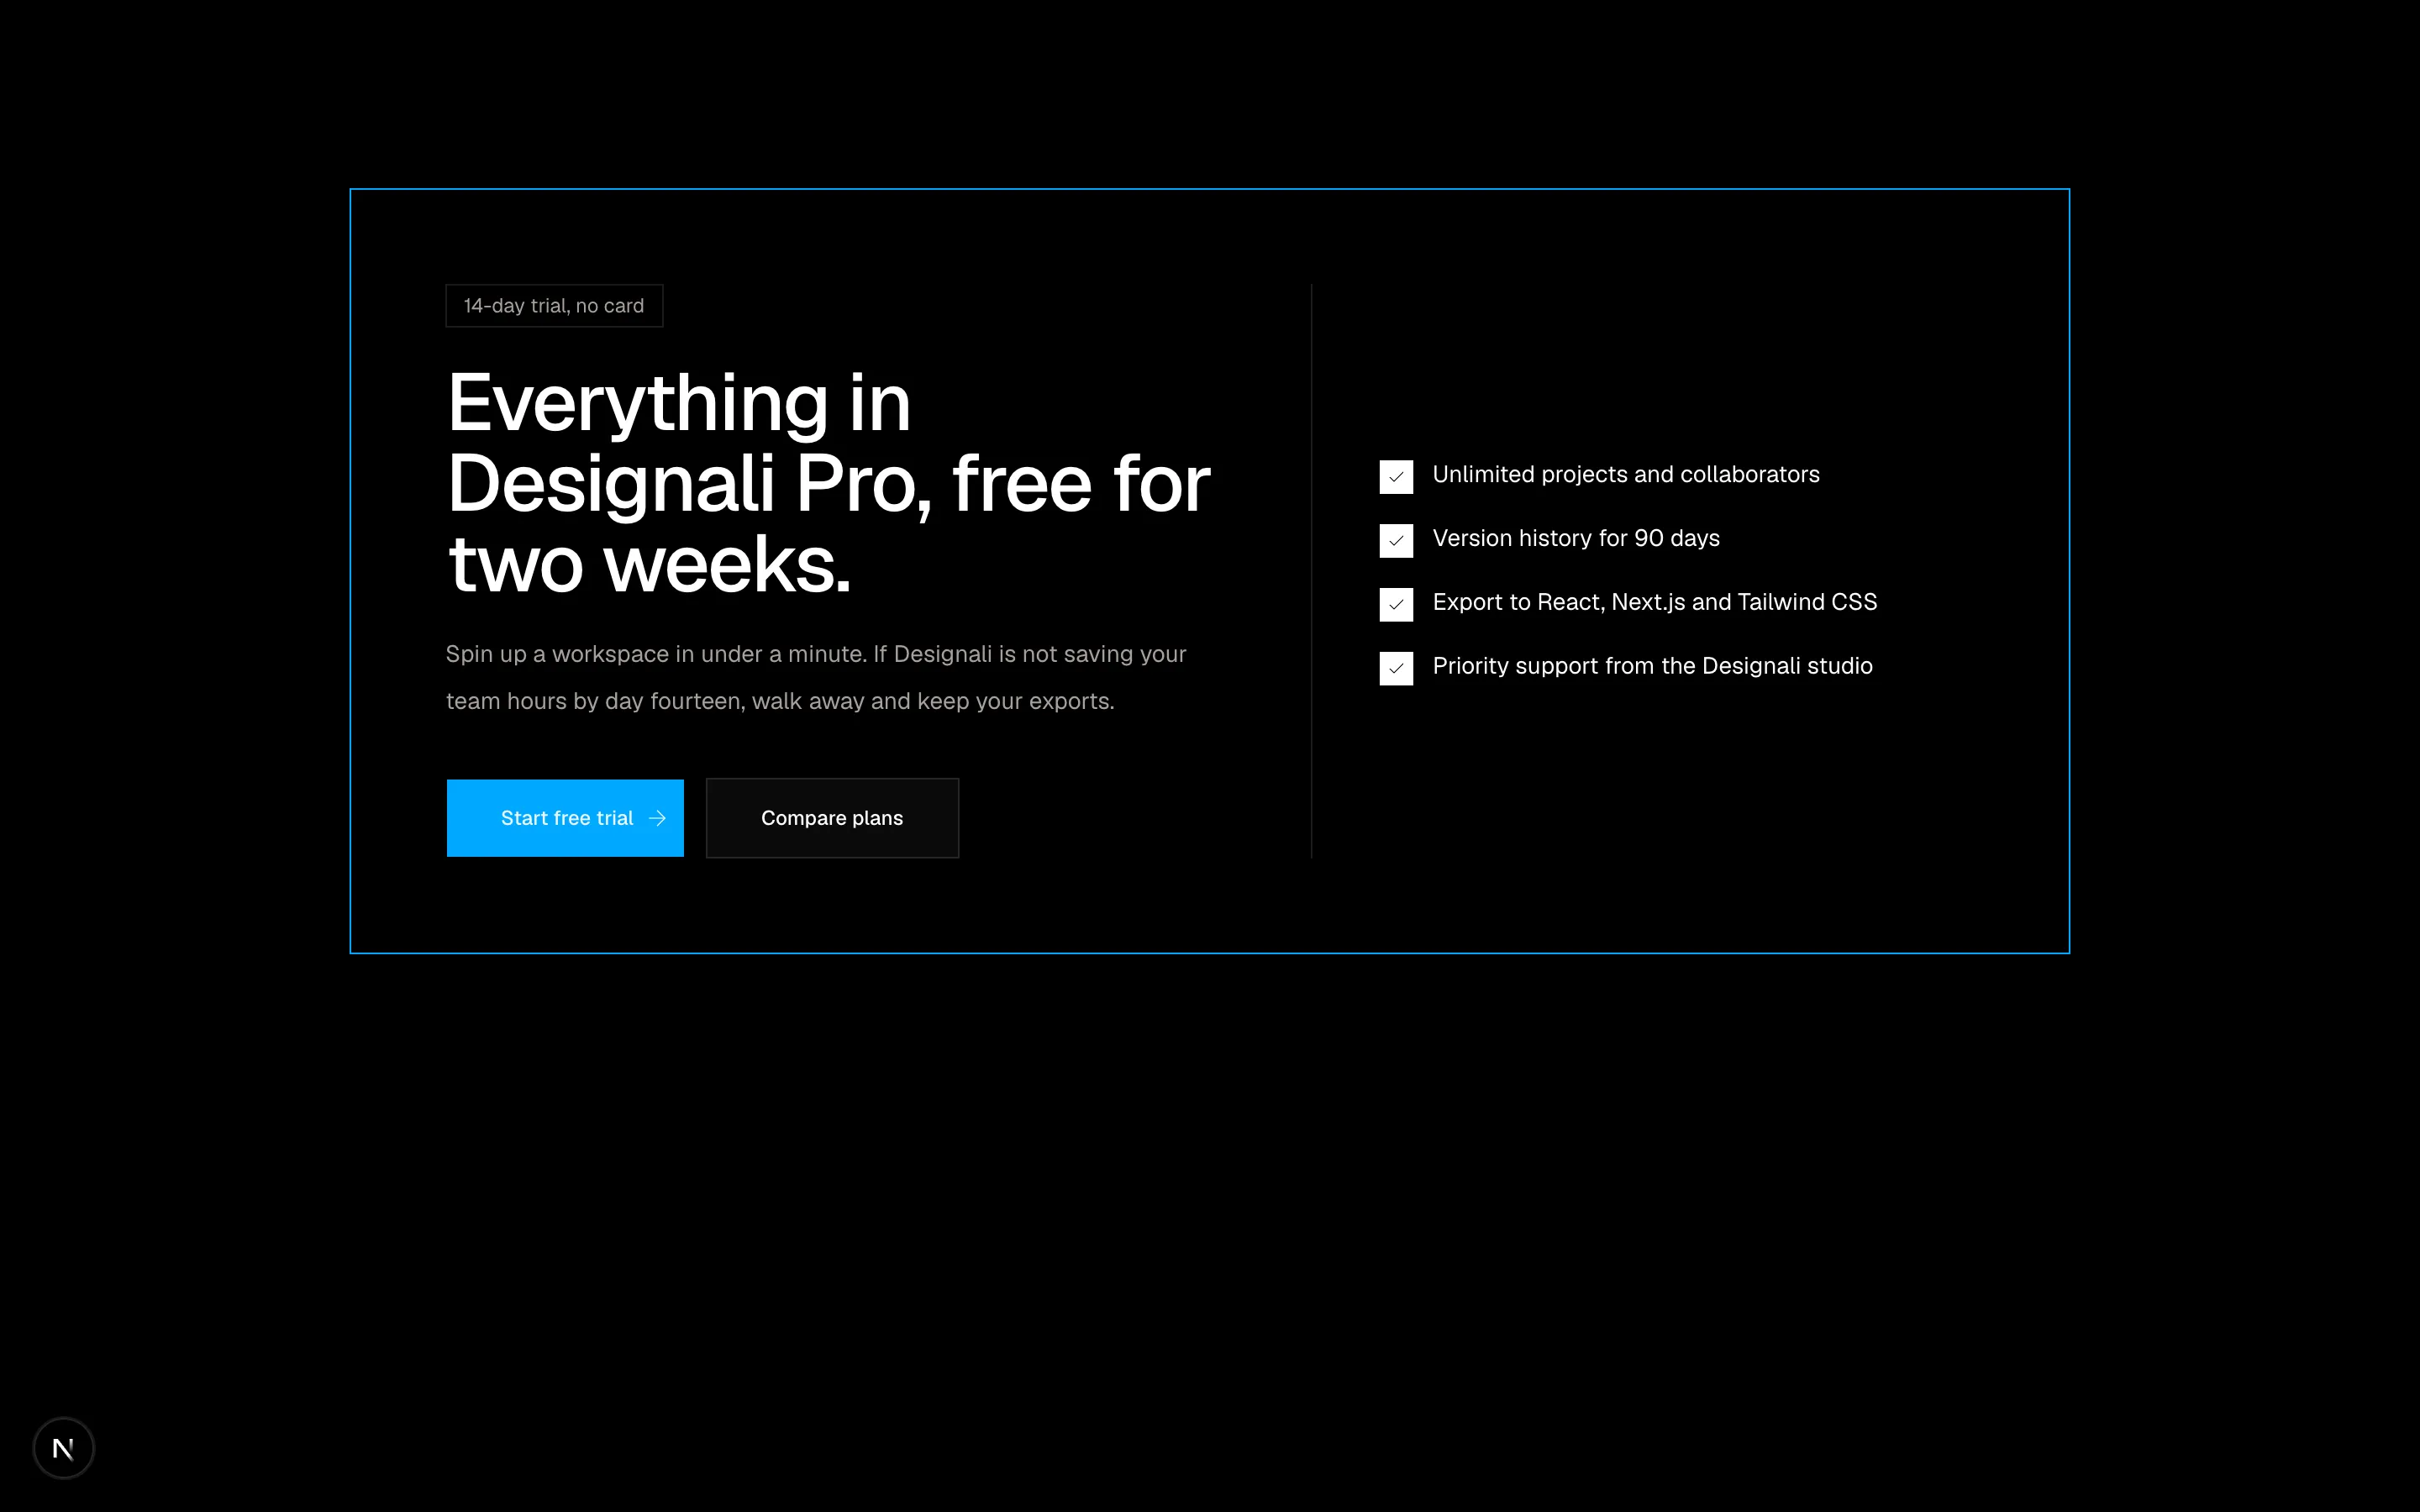 14-day trial, no card
Everything in
Designali Pro, free for
two weeks.
Spin up a workspace in under a minute. If Designali is not saving your
team hours by day fourteen, walk away and keep your exports.
Start free trial
Compare plans
Unlimited projects and collaborators
Version history for 90 days
Export to React, Next.js and Tailwind CSS
Priority support from the Designali studio
N